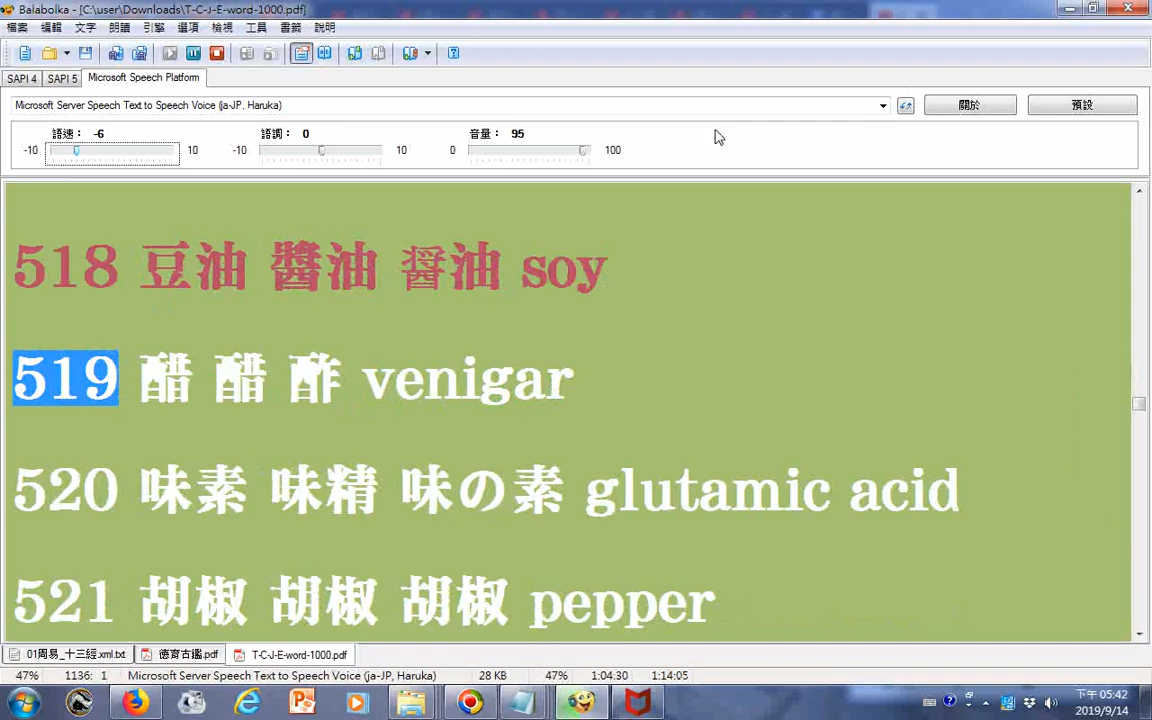 Balabolka - [C:\user\Downloads\T-C-J-E-word-1000.pdf]
檔案 編輯 文字 朗讀 引擎 選項 檢視 工具 書籤 說明
SAPI 4 SAPI 5 Microsoft Speech Platform
Microsoft Server Speech Text to Speech Voice (ja-JP, Haruka) 關於 預設
語速: -6 語調: 0 音量: 95
-10 10 -10 10 0 100
518 豆油 醬油 醤油 soy
519 醋 醋 酢 venigar
520 味素 味精 味の素 glutamic acid
521 胡椒 胡椒 胡椒 pepper
01周易_十三經.xml.txt 德育古鑑.pdf T-C-J-E-word-1000.pdf
47% 1136: 1 Microsoft Server Speech Text to Speech Voice (ja-JP, Haruka) 28 KB 47% 1:04:30 1:14:05
下午 05:42
2019/9/14